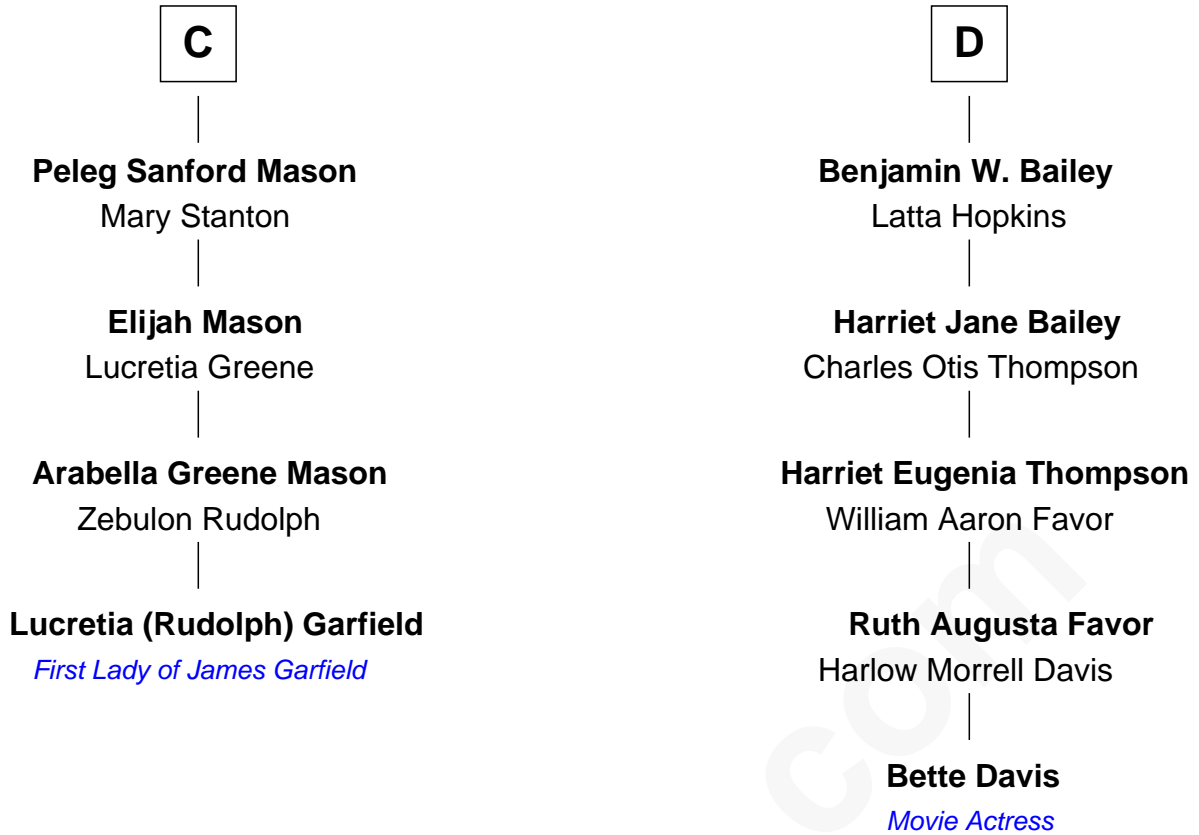 C
Peleg Sanford Mason
Mary Stanton
Elijah Mason
Lucretia Greene
Arabella Greene Mason
Zebulon Rudolph
Lucretia (Rudolph) Garfield
First Lady of James Garfield
D
Benjamin W. Bailey
Latta Hopkins
Harriet Jane Bailey
Charles Otis Thompson
Harriet Eugenia Thompson
William Aaron Favor
Ruth Augusta Favor
Harlow Morrell Davis
Bette Davis
Movie Actress
com